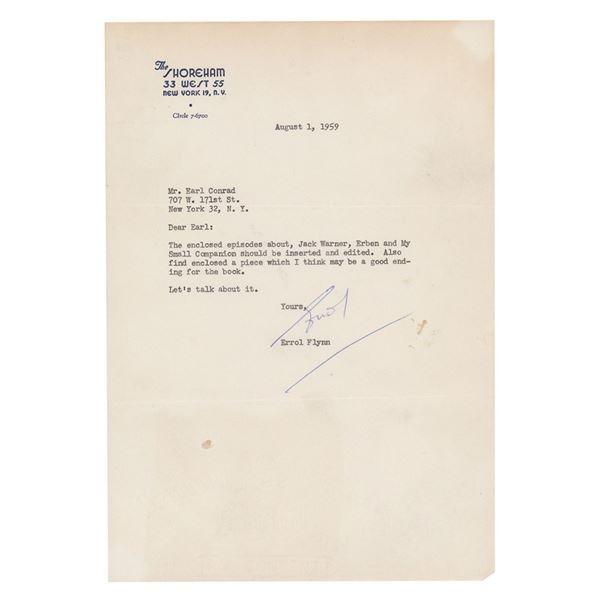 The
SHOREHAM
33 WEST 55
NEW YORK 19, N.Y.
Circle 7-6700
August 1, 1959
Mr. Earl Conrad
707 W. 171st St.
New York 32, N. Y.
Dear Earl:
The enclosed episodes about, Jack Warner, Erben and My
Small Companion should be inserted and edited. Also
find enclosed a piece which I think may be a good end-
ing for the book.
Let's talk about it.
Yours,
Errol
Errol Flynn